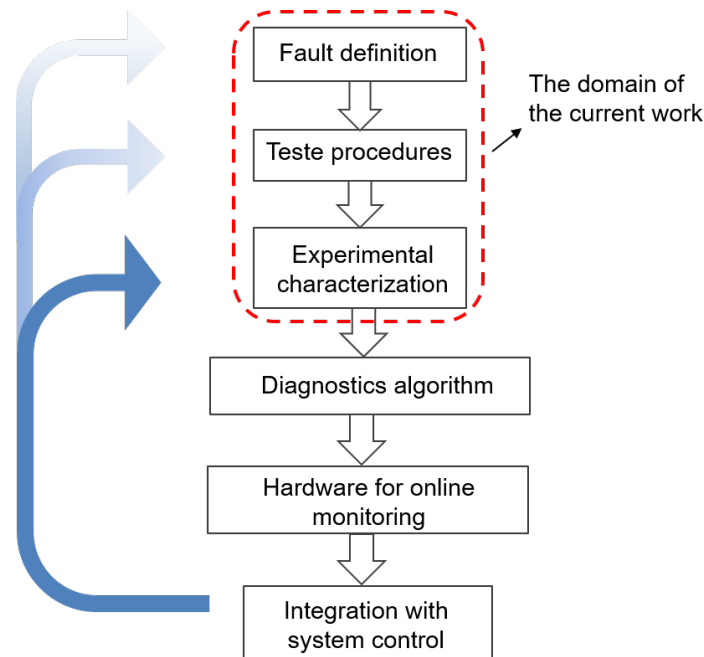 Fault definition
The domain of
the current work
Teste procedures
Experimental
characterization
Diagnostics algorithm
Hardware for online
monitoring
Integration with
system control